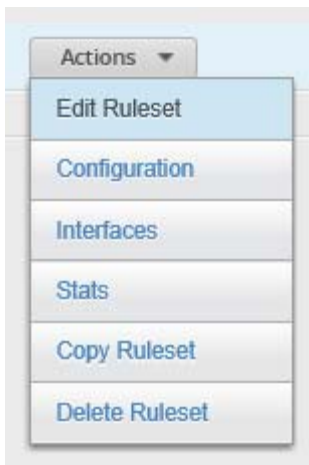 Actions
Edit Ruleset
Configuration
Interfaces
Stats
Copy Ruleset
Delete Ruleset